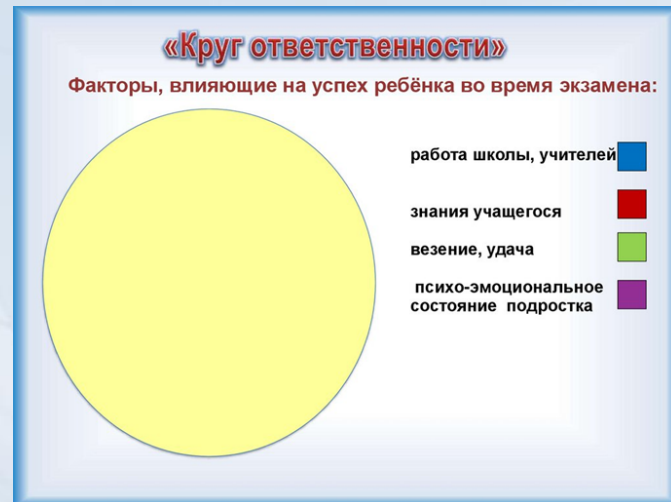 «Круг ответственности»
Факторы, влияющие на успех ребёнка во время экзамена:
работа школы, учителей
знания учащегося
везение, удача
психо-эмоциональное
состояние подростка